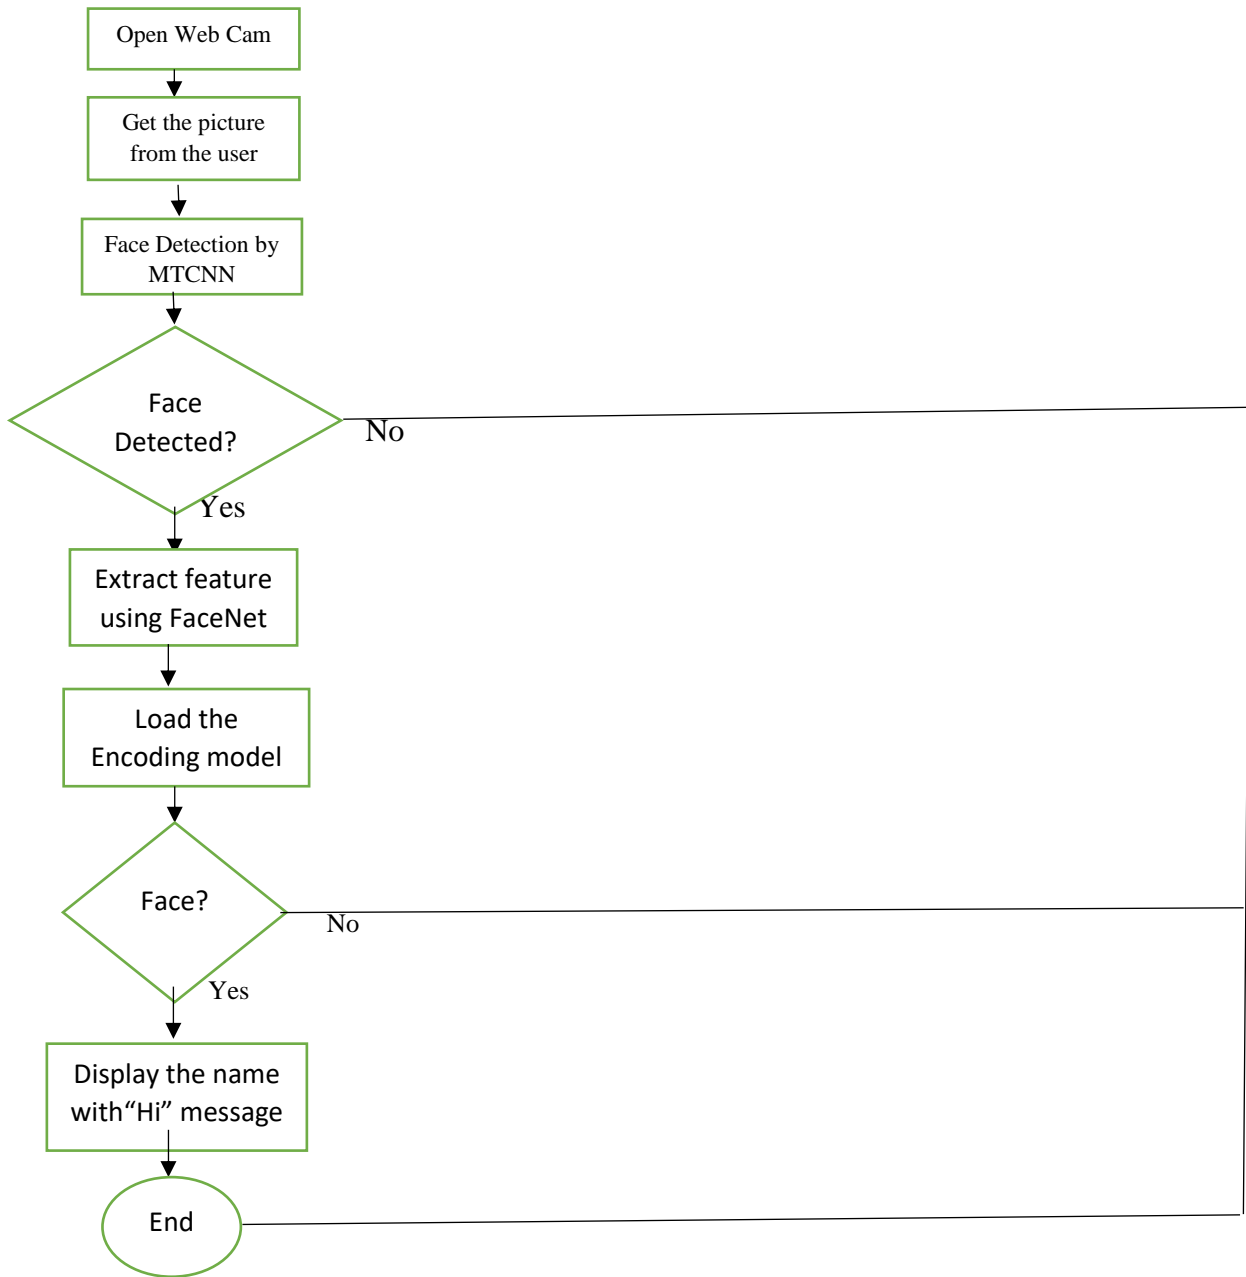 Open Web Cam
Get the picture
from the user
Face Detection by
MTCNN
Face
Detected?
No
Yes
Extract feature
using FaceNet
Load the
Encoding model
Face?
No
Yes
Display the name
with“Hi” message
End